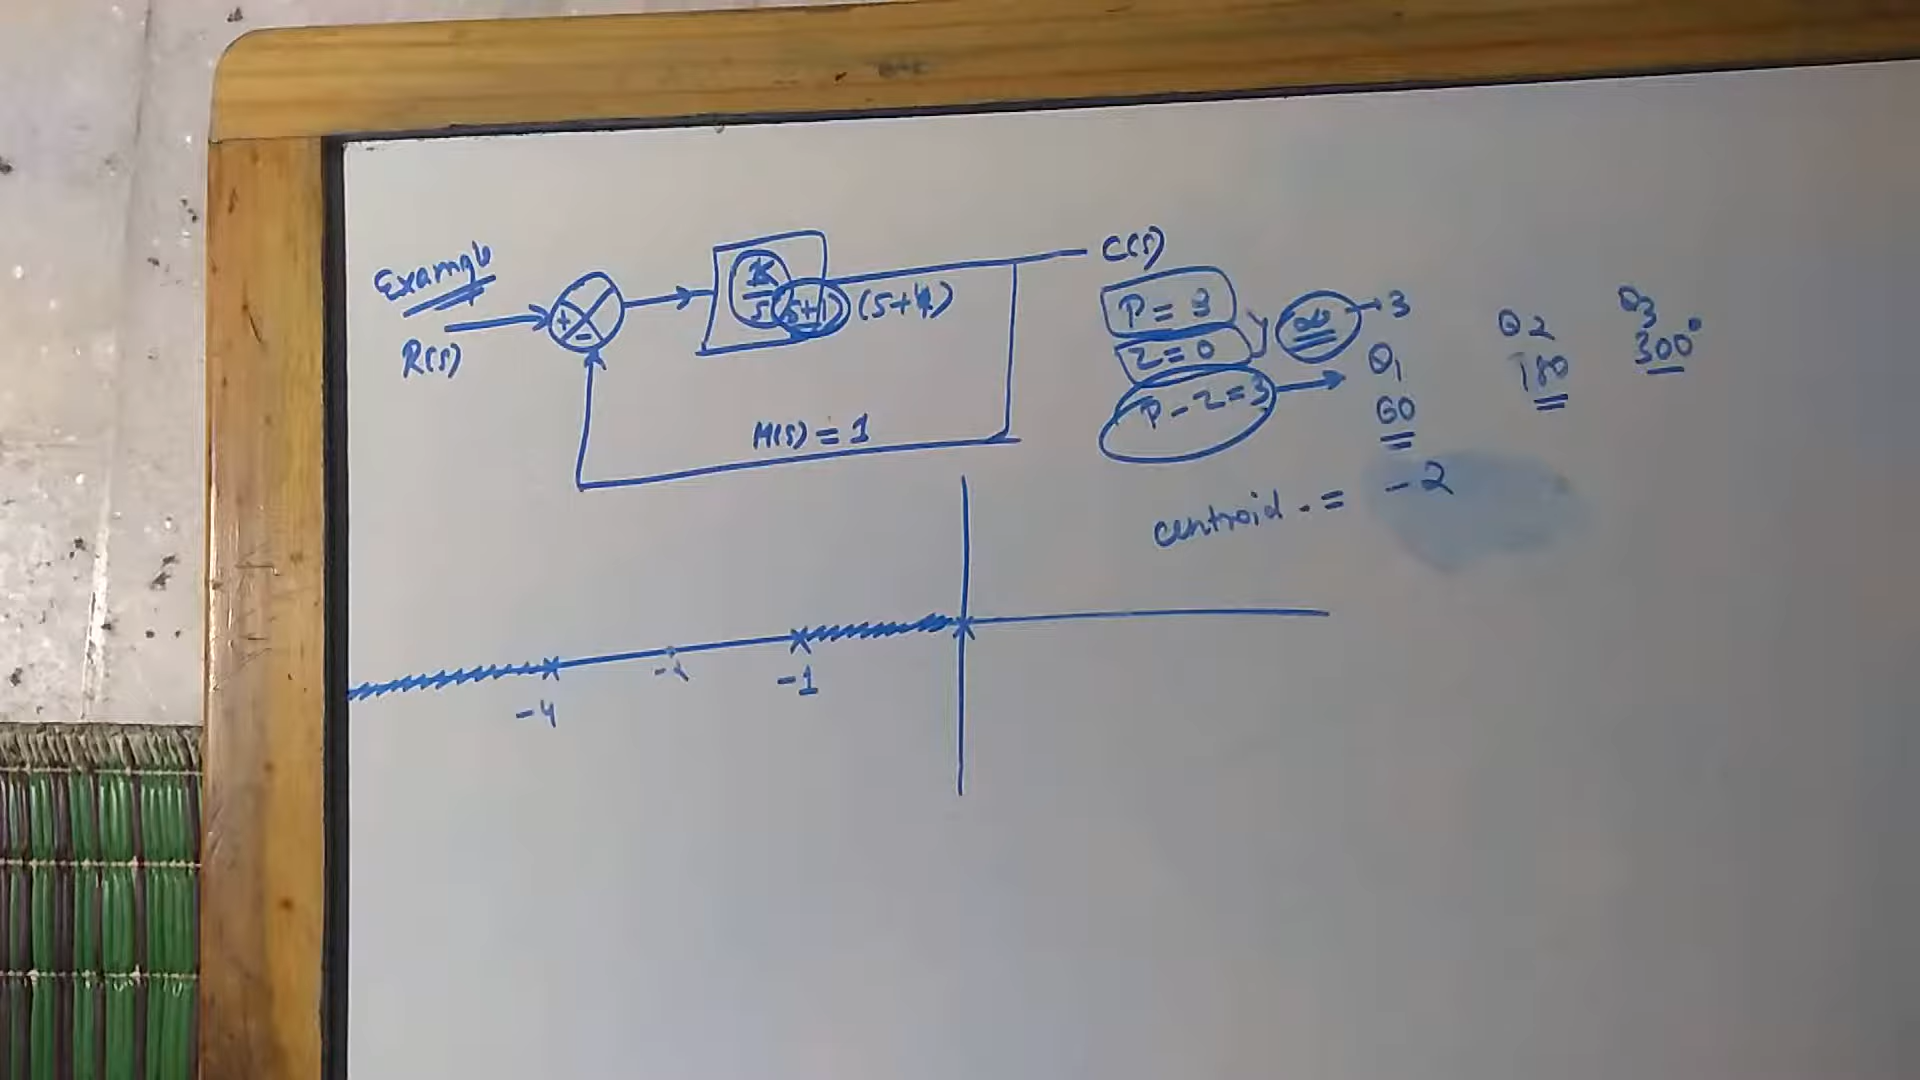 Example
R(s)
+
-
K
s (s+1) (s+4)
C(s)
H(s) = 1
P = 3
Z = 0
P - Z = 3
∞ → 3
θ1 θ2 θ3
60 180 300°
centroid = -2
-4 -1